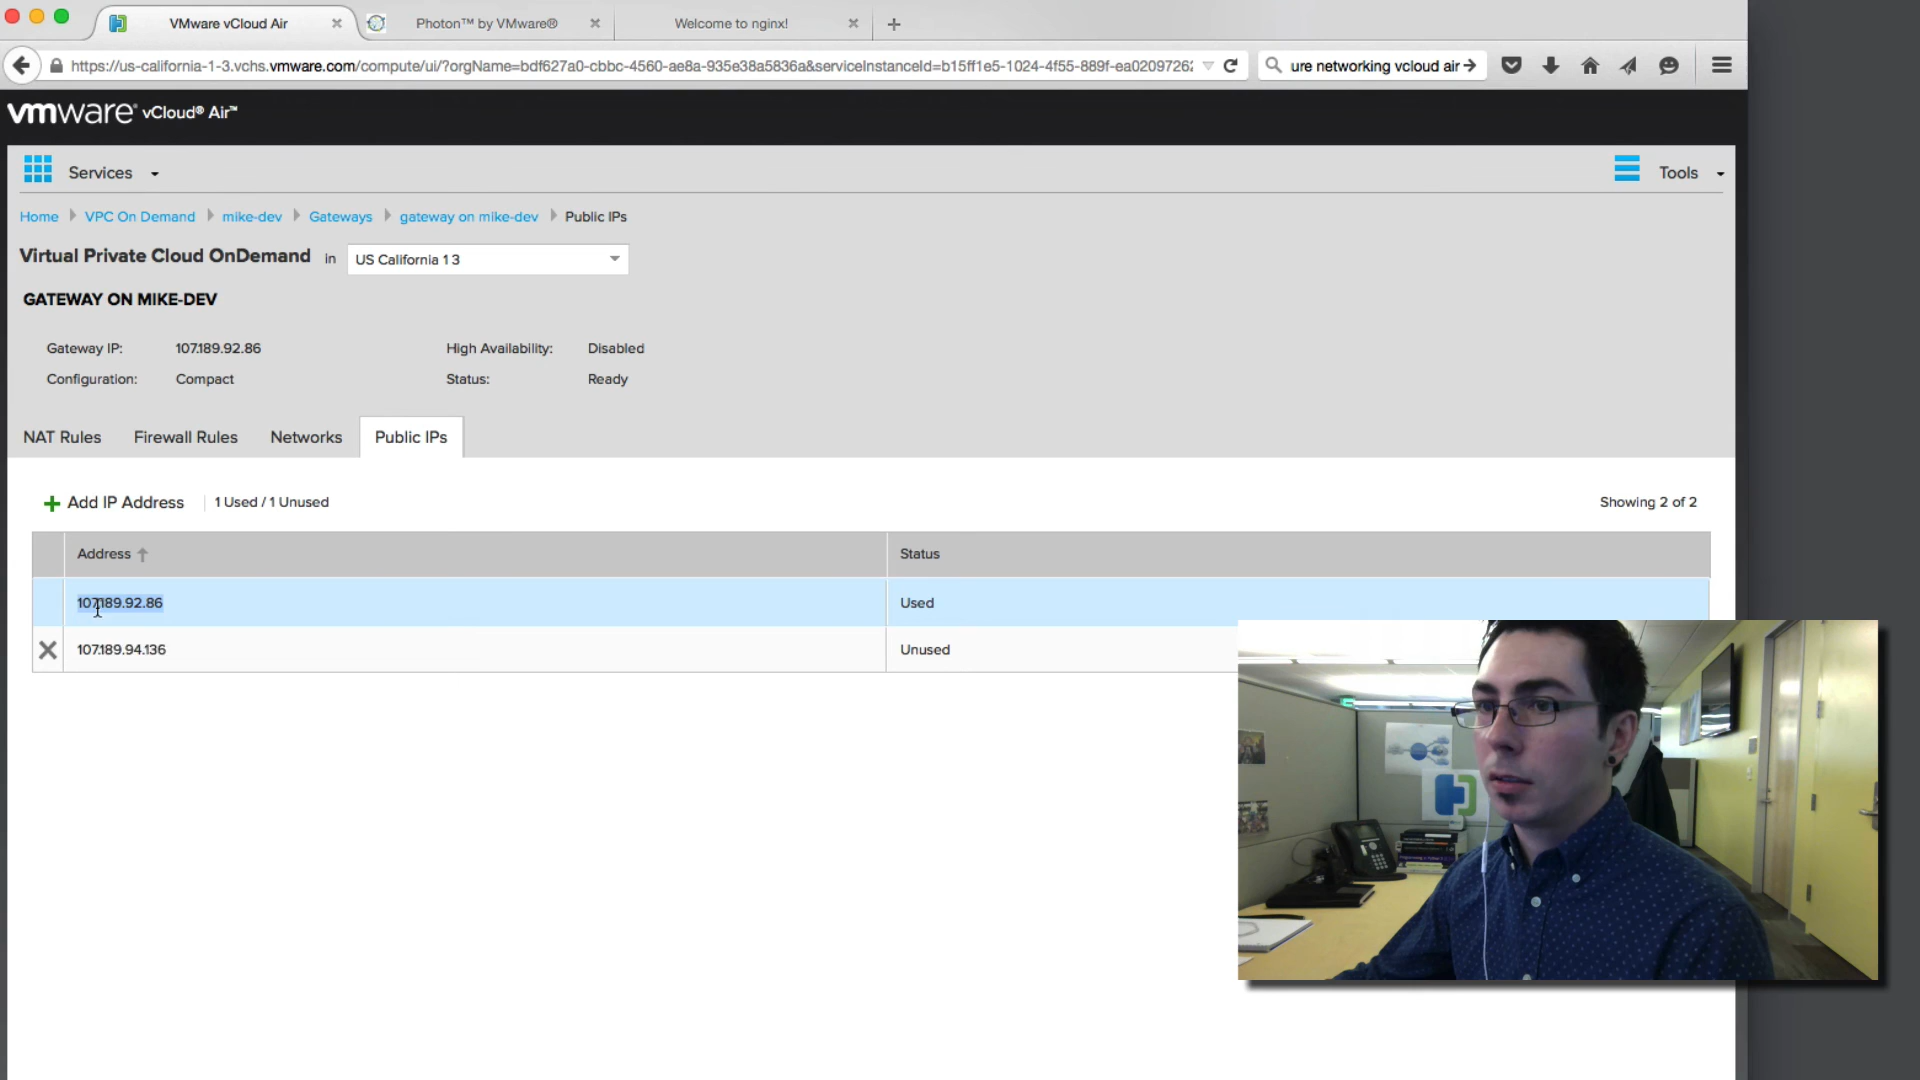 VMware vCloud Air
Photon™ by VMware®
Welcome to nginx!
https://us-california-1-3.vchs.vmware.com/compute/ui/?orgName=bdf627a0-cbbc-4560-ae8a-935e38a5836a&serviceInstanceId=b15ff1e5-1024-4f55-889f-ea0209726
ure networking vcloud air
vmware® vCloud® Air™
Services
Tools
Home
VPC On Demand
mike-dev
Gateways
gateway on mike-dev
Public IPs
Virtual Private Cloud OnDemand in US California 1 3
GATEWAY ON MIKE-DEV
Gateway IP: 107.189.92.86 High Availability: Disabled
Configuration: Compact Status: Ready
NAT Rules Firewall Rules Networks Public IPs
Add IP Address 1 Used / 1 Unused Showing 2 of 2
Address Status
107.189.92.86 Used
107.189.94.136 Unused